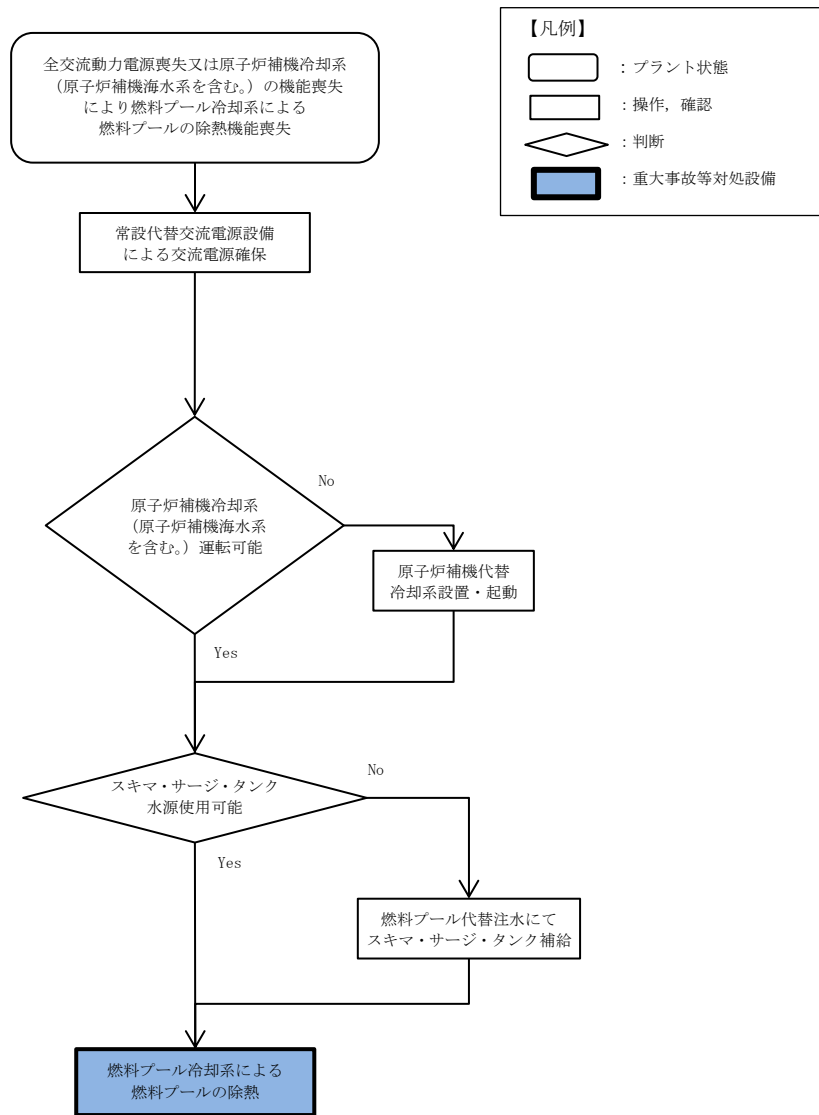 全交流動力電源喪失又は原子炉補機冷却系
（原子炉補機海水系を含む。）の機能喪失
により燃料プール冷却系による
燃料プールの除熱機能喪失
【凡例】
：プラント状態
：操作，確認
：判断
：重大事故等対処設備
常設代替交流電源設備
による交流電源確保
No
原子炉補機冷却系
（原子炉補機海水系
を含む。）運転可能
原子炉補機代替
冷却系設置・起動
Yes
No
スキマ・サージ・タンク
水源使用可能
Yes
燃料プール代替注水にて
スキマ・サージ・タンク補給
燃料プール冷却系による
燃料プールの除熱